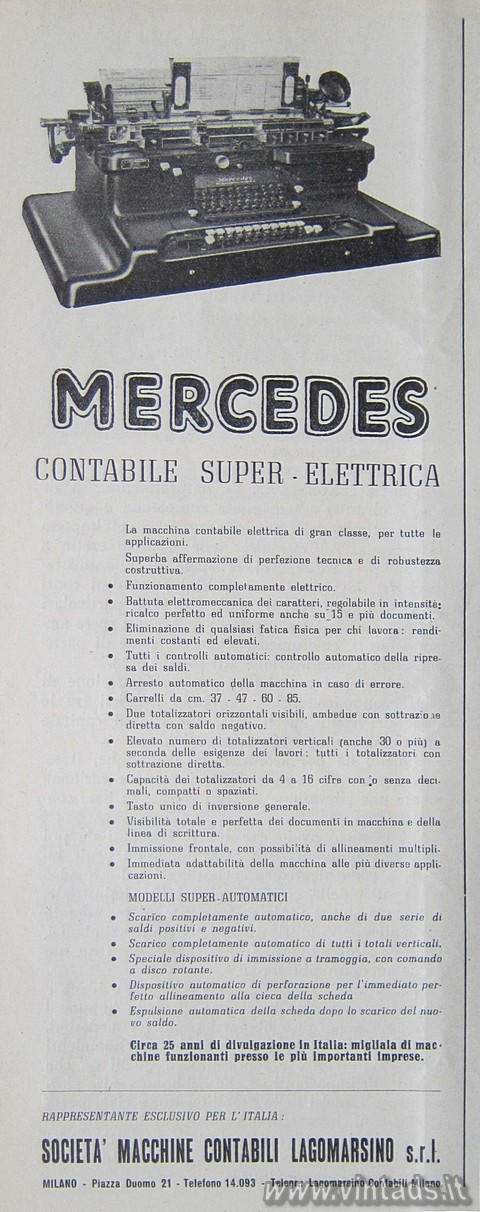 Mercedes
MERCEDES
CONTABILE SUPER - ELETTRICA
La macchina contabile elettrica di gran classe, per tutte le
applicazioni.
Superba affermazione di perfezione tecnica e di robustezza
costruttiva.
• Funzionamento completamente elettrico.
• Battuta elettromeccanica dei caratteri, regolabile in intensità:
ricalco perfetto ed uniforme anche su 15 e più documenti.
• Eliminazione di qualsiasi fatica fisica per chi lavora: rendi-
menti costanti ed elevati.
• Tutti i controlli automatici: controllo automatico della ripre-
sa dei saldi.
• Arresto automatico della macchina in caso di errore.
• Carrelli da cm. 37 - 47 - 60 - 85.
• Due totalizzatori orizzontali visibili, ambedue con sottrazione
diretta con saldo negativo.
• Elevato numero di totalizzatori verticali (anche 30 o più) a
seconda delle esigenze dei lavori: tutti i totalizzatori con
sottrazione diretta.
• Capacità dei totalizzatori da 4 a 16 cifre con o senza deci-
mali, compatti o spaziati.
• Tasto unico di inversione generale.
• Visibilità totale e perfetta dei documenti in macchina e della
linea di scrittura.
• Immissione frontale, con possibilità di allineamenti multipli.
• Immediata adattabilità della macchina alle più diverse appli-
cazioni.
MODELLI SUPER-AUTOMATICI
• Scarico completamente automatico, anche di due serie di
saldi positivi e negativi.
• Scarico completamente automatico di tutti i totali verticali.
• Speciale dispositivo di immissione a tramoggia, con comando
a disco rotante.
• Dispositivo automatico di perforazione per l'immediato per-
fetto allineamento alla cieca della scheda
• Espulsione automatica della scheda dopo lo scarico del nuo-
vo saldo.
Circa 25 anni di divulgazione in Italia: migliaia di mac-
chine funzionanti presso le più importanti imprese.
RAPPRESENTANTE ESCLUSIVO PER L'ITALIA:
SOCIETA' MACCHINE CONTABILI LAGOMARSINO s.r.l.
MILANO - Piazza Duomo 21 - Telefono 14.093 - Telegr.: Lagomarsino Contabili Milano
www.vintads.it